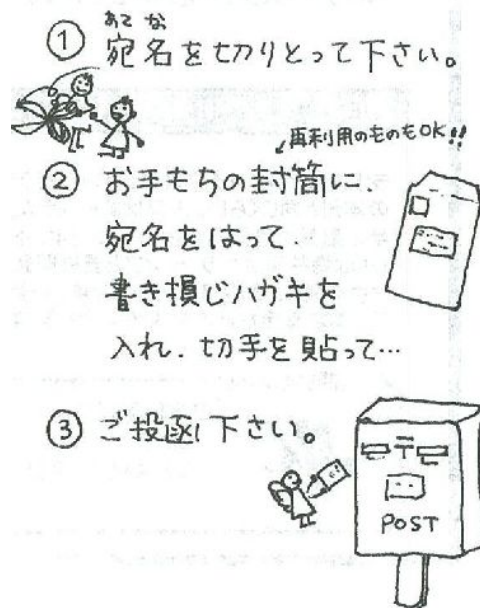 あて な
① 宛名を切りとって下さい。
再利用のものもOK!!
② お手もちの封筒に、
宛名をはって、
書き損じハガキを
入れ、切手を貼って…
③ ご投函下さい。
〒
POST